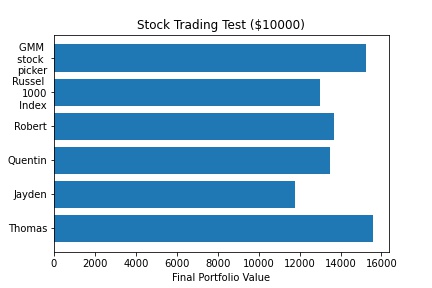 Stock Trading Test ($10000)
GMM
stock
picker
Russel
1000
Index
Robert
Quentin
Jayden
Thomas
0 2000 4000 6000 8000 10000 12000 14000 16000
Final Portfolio Value